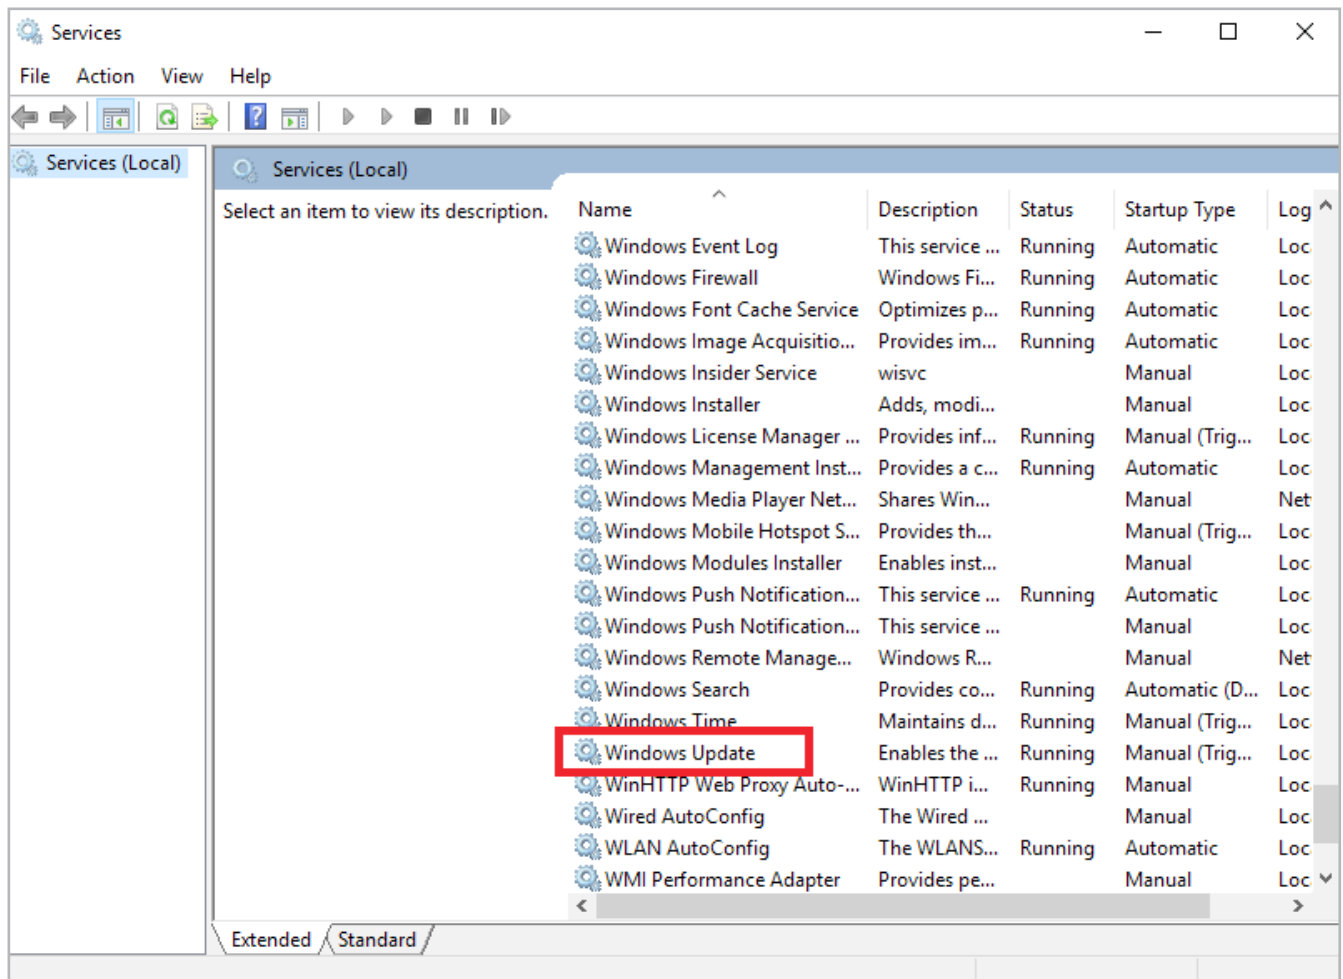 Services
File Action View Help
Services (Local)
Services (Local)
Select an item to view its description.
Name Description Status Startup Type Log
Windows Event Log This service ... Running Automatic Loc
Windows Firewall Windows Fi... Running Automatic Loc
Windows Font Cache Service Optimizes p... Running Automatic Loc
Windows Image Acquisitio... Provides im... Running Automatic Loc
Windows Insider Service wisvc Manual Loc
Windows Installer Adds, modi... Manual Loc
Windows License Manager ... Provides inf... Running Manual (Trig... Loc
Windows Management Inst... Provides a c... Running Automatic Loc
Windows Media Player Net... Shares Win... Manual Net
Windows Mobile Hotspot S... Provides th... Manual (Trig... Loc
Windows Modules Installer Enables inst... Manual Loc
Windows Push Notification... This service ... Running Automatic Loc
Windows Push Notification... This service ... Manual Loc
Windows Remote Manage... Windows R... Manual Net
Windows Search Provides co... Running Automatic (D... Loc
Windows Time Maintains d... Running Manual (Trig... Loc
Windows Update Enables the ... Running Manual (Trig... Loc
WinHTTP Web Proxy Auto-... WinHTTP i... Running Manual Loc
Wired AutoConfig The Wired ... Manual Loc
WLAN AutoConfig The WLANS... Running Automatic Loc
WMI Performance Adapter Provides pe... Manual Loc
Extended Standard